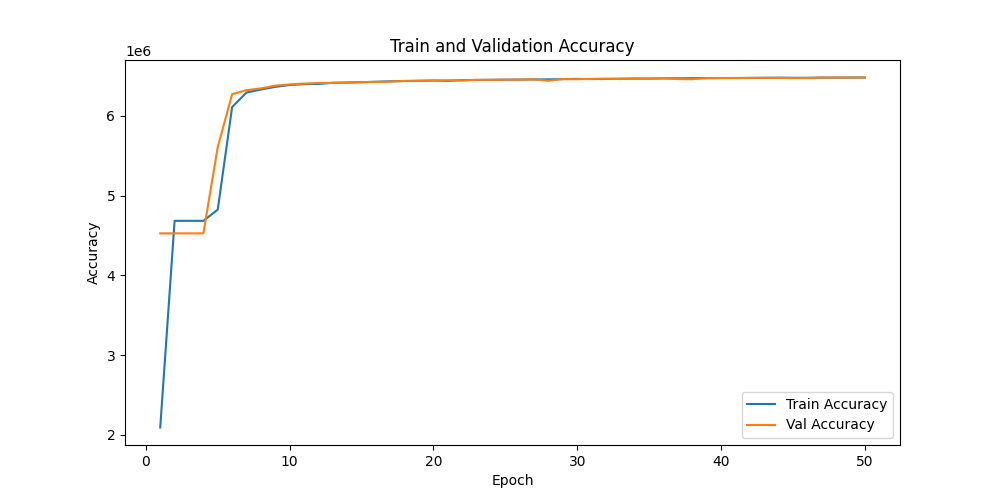 Train and Validation Accuracy
1e6
6
5
4
3
2
Accuracy
0 10 20 30 40 50
Epoch
Train Accuracy
Val Accuracy